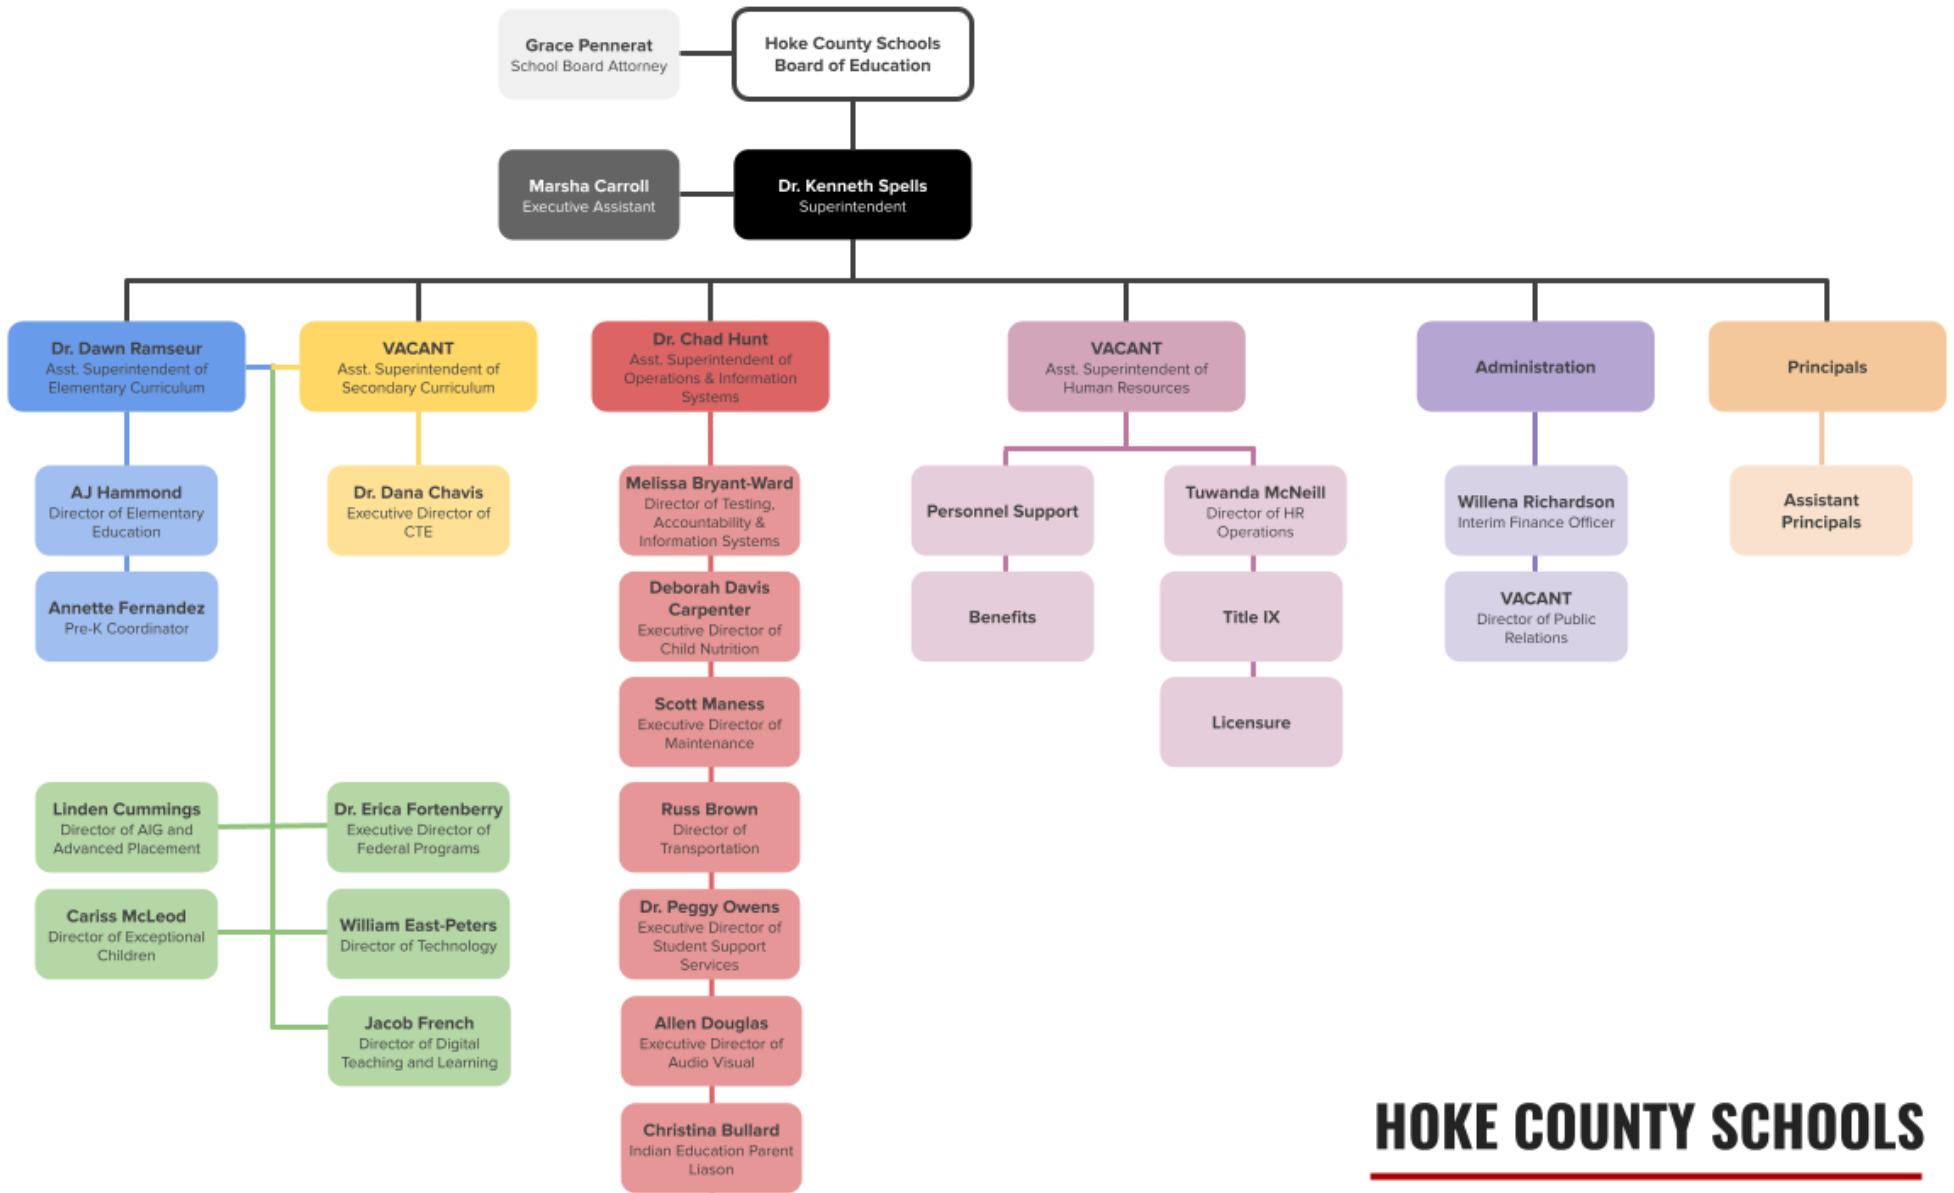 Grace Pennerat
School Board Attorney
Hoke County Schools
Board of Education
Marsha Carroll
Executive Assistant
Dr. Kenneth Spells
Superintendent
Dr. Dawn Ramseur
Asst. Superintendent of
Elementary Curriculum
VACANT
Asst. Superintendent of
Secondary Curriculum
Dr. Chad Hunt
Asst. Superintendent of
Operations & Information
Systems
VACANT
Asst. Superintendent of
Human Resources
Administration
Principals
AJ Hammond
Director of Elementary
Education
Dr. Dana Chavis
Executive Director of
CTE
Melissa Bryant-Ward
Director of Testing,
Accountability &
Information Systems
Personnel Support
Tuwanda McNeill
Director of HR
Operations
Willena Richardson
Interim Finance Officer
Assistant
Principals
Annette Fernandez
Pre-K Coordinator
Deborah Davis
Carpenter
Executive Director of
Child Nutrition
Benefits
Title IX
VACANT
Director of Public
Relations
Scott Maness
Executive Director of
Maintenance
Licensure
Linden Cummings
Director of AIG and
Advanced Placement
Dr. Erica Fortenberry
Executive Director of
Federal Programs
Russ Brown
Director of
Transportation
Cariss McLeod
Director of Exceptional
Children
William East-Peters
Director of Technology
Dr. Peggy Owens
Executive Director of
Student Support
Services
Jacob French
Director of Digital
Teaching and Learning
Allen Douglas
Executive Director of
Audio Visual
Christina Bullard
Indian Education Parent
Liason
HOKE COUNTY SCHOOLS